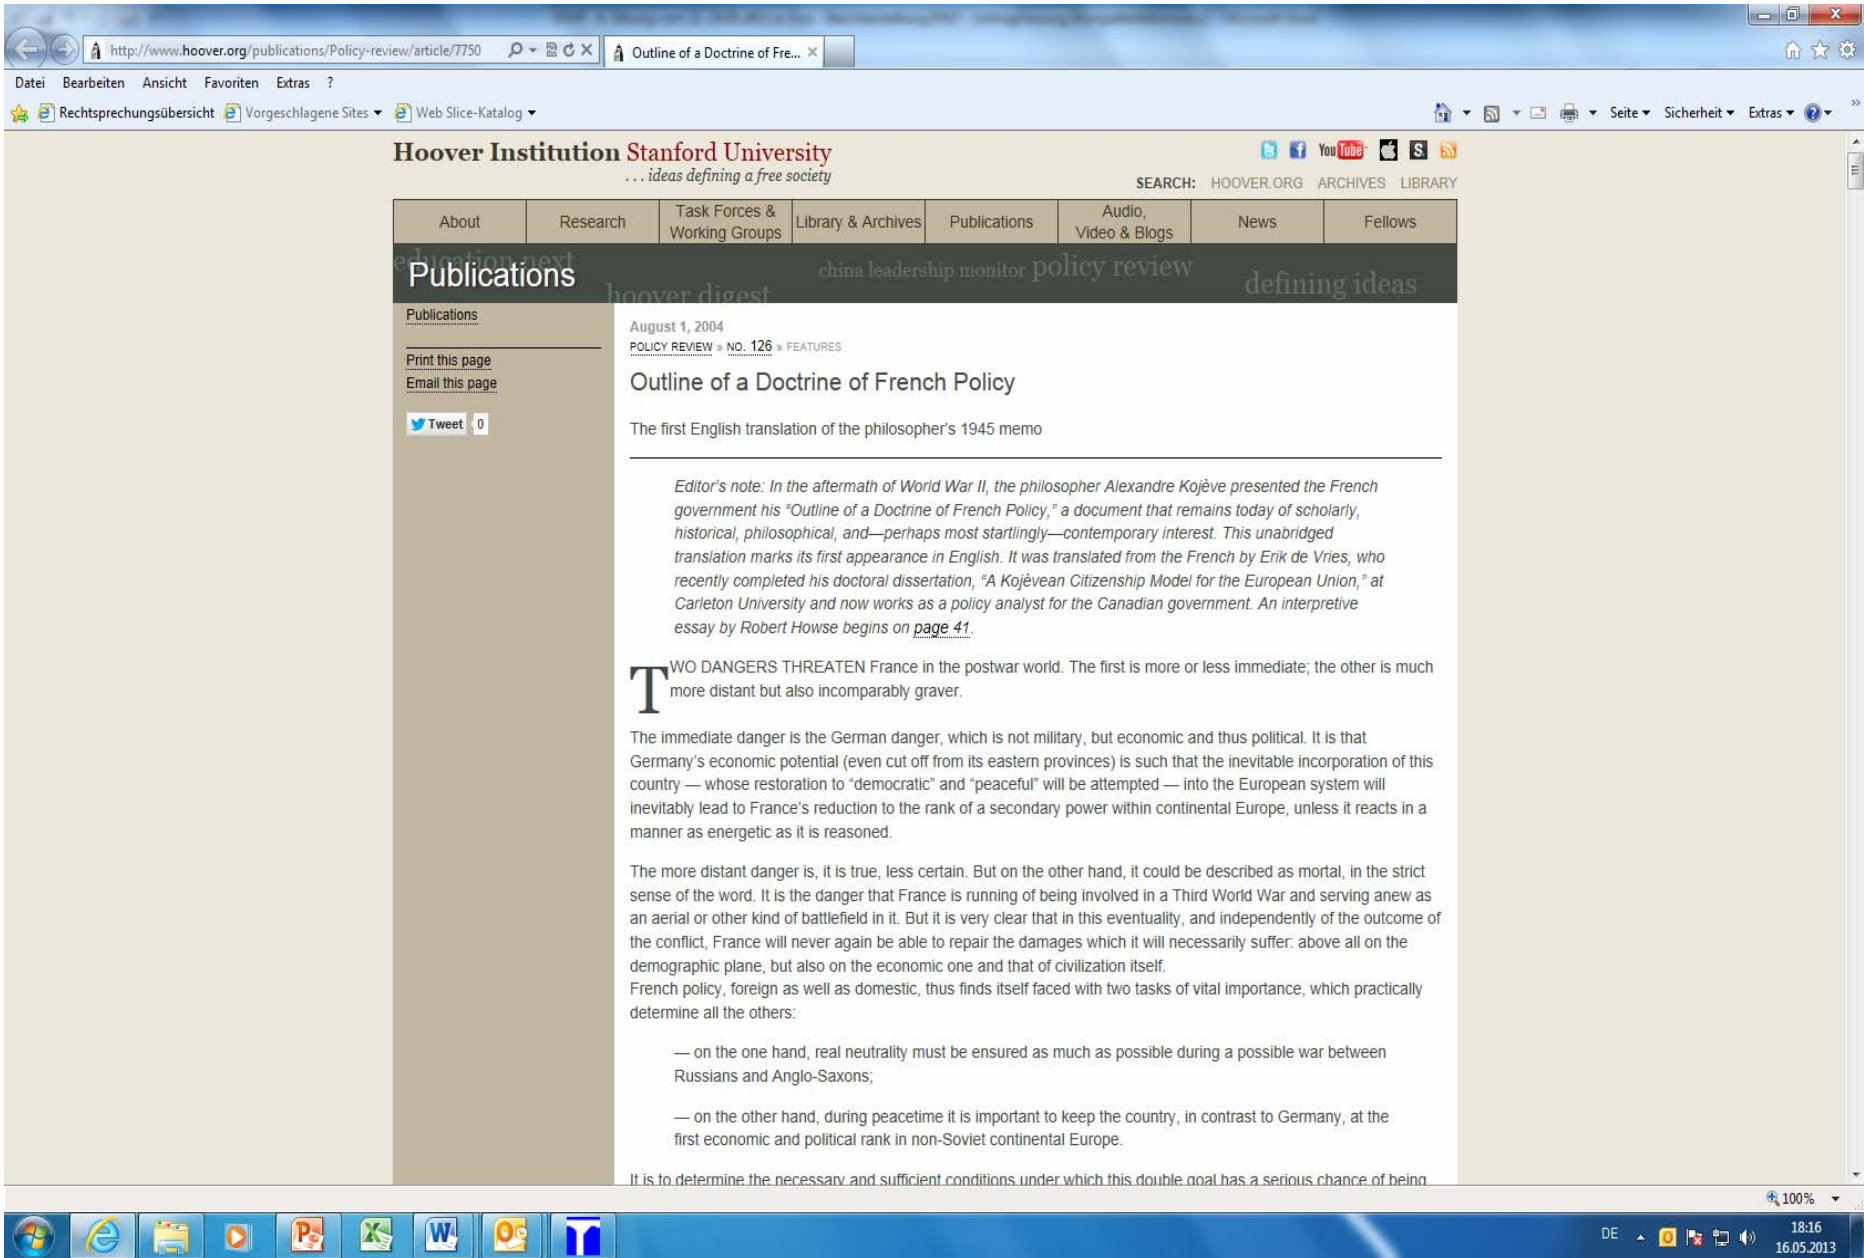 http://www.hoover.org/publications/Policy-review/article/7750
Outline of a Doctrine of Fre...
Datei Bearbeiten Ansicht Favoriten Extras ?
Rechtsprechungsübersicht Vorgeschlagene Sites Web Slice-Katalog
Seite Sicherheit Extras
Hoover Institution Stanford University
. . . ideas defining a free society
You Tube S
SEARCH: HOOVER.ORG ARCHIVES LIBRARY
About Research Task Forces & Working Groups Library & Archives Publications Audio, Video & Blogs News Fellows
education next
Publications
hoover digest
china leadership monitor policy review
defining ideas
Publications
Print this page
Email this page
Tweet 0
August 1, 2004
POLICY REVIEW » NO. 126 » FEATURES
Outline of a Doctrine of French Policy
The first English translation of the philosopher's 1945 memo
Editor's note: In the aftermath of World War II, the philosopher Alexandre Kojève presented the French
government his “Outline of a Doctrine of French Policy,” a document that remains today of scholarly,
historical, philosophical, and—perhaps most startlingly—contemporary interest. This unabridged
translation marks its first appearance in English. It was translated from the French by Erik de Vries, who
recently completed his doctoral dissertation, “A Kojèvean Citizenship Model for the European Union,” at
Carleton University and now works as a policy analyst for the Canadian government. An interpretive
essay by Robert Howse begins on page 41.
TWO DANGERS THREATEN France in the postwar world. The first is more or less immediate; the other is much
more distant but also incomparably graver.
The immediate danger is the German danger, which is not military, but economic and thus political. It is that
Germany's economic potential (even cut off from its eastern provinces) is such that the inevitable incorporation of this
country — whose restoration to “democratic” and “peaceful” will be attempted — into the European system will
inevitably lead to France's reduction to the rank of a secondary power within continental Europe, unless it reacts in a
manner as energetic as it is reasoned.
The more distant danger is, it is true, less certain. But on the other hand, it could be described as mortal, in the strict
sense of the word. It is the danger that France is running of being involved in a Third World War and serving anew as
an aerial or other kind of battlefield in it. But it is very clear that in this eventuality, and independently of the outcome of
the conflict, France will never again be able to repair the damages which it will necessarily suffer: above all on the
demographic plane, but also on the economic one and that of civilization itself.
French policy, foreign as well as domestic, thus finds itself faced with two tasks of vital importance, which practically
determine all the others:
— on the one hand, real neutrality must be ensured as much as possible during a possible war between
Russians and Anglo-Saxons;
— on the other hand, during peacetime it is important to keep the country, in contrast to Germany, at the
first economic and political rank in non-Soviet continental Europe.
It is to determine the necessary and sufficient conditions under which this double goal has a serious chance of being
100%
DE 18:16
16.05.2013